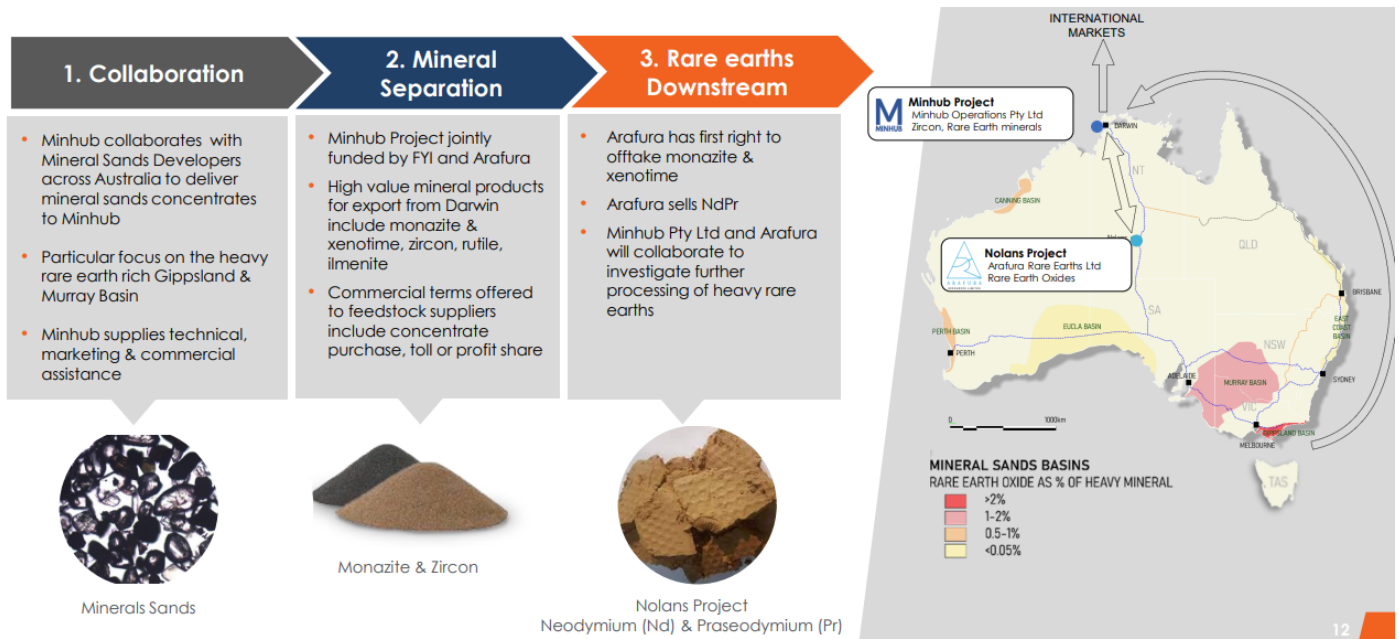 1. Collaboration
2. Mineral
Separation
3. Rare earths
Downstream
• Minhub collaborates with
Mineral Sands Developers
across Australia to deliver
mineral sands concentrates
to Minhub
• Particular focus on the heavy
rare earth rich Gippsland &
Murray Basin
• Minhub supplies technical,
marketing & commercial
assistance
• Minhub Project jointly
funded by FYI and Arafura
• High value mineral products
for export from Darwin
include monazite &
xenotime, zircon, rutile,
ilmenite
• Commercial terms offered
to feedstock suppliers
include concentrate
purchase, toll or profit share
• Arafura has first right to
offtake monazite &
xenotime
• Arafura sells NdPr
• Minhub Pty Ltd and Arafura
will collaborate to
investigate further
processing of heavy rare
earths
Minerals Sands
Monazite & Zircon
Nolans Project
Neodymium (Nd) & Praseodymium (Pr)
INTERNATIONAL
MARKETS
MINHUB
Minhub Project
Minhub Operations Pty Ltd
Zircon, Rare Earth minerals
DARWIN
NT
CANNING BASIN
QLD
ARAFURA
Nolans Project
Arafura Rare Earths Ltd
Rare Earth Oxides
BRISBANE
SA
EAST
COAST
BASIN
PERTH BASIN
EUCLA BASIN
NSW
PERTH
ADELAIDE
MURRAY BASIN
SYDNEY
VIC
GIPPSLAND BASIN
MELBOURNE
TAS
0 1000km
MINERAL SANDS BASINS
RARE EARTH OXIDE AS % OF HEAVY MINERAL
>2%
1-2%
0.5-1%
<0.05%
12